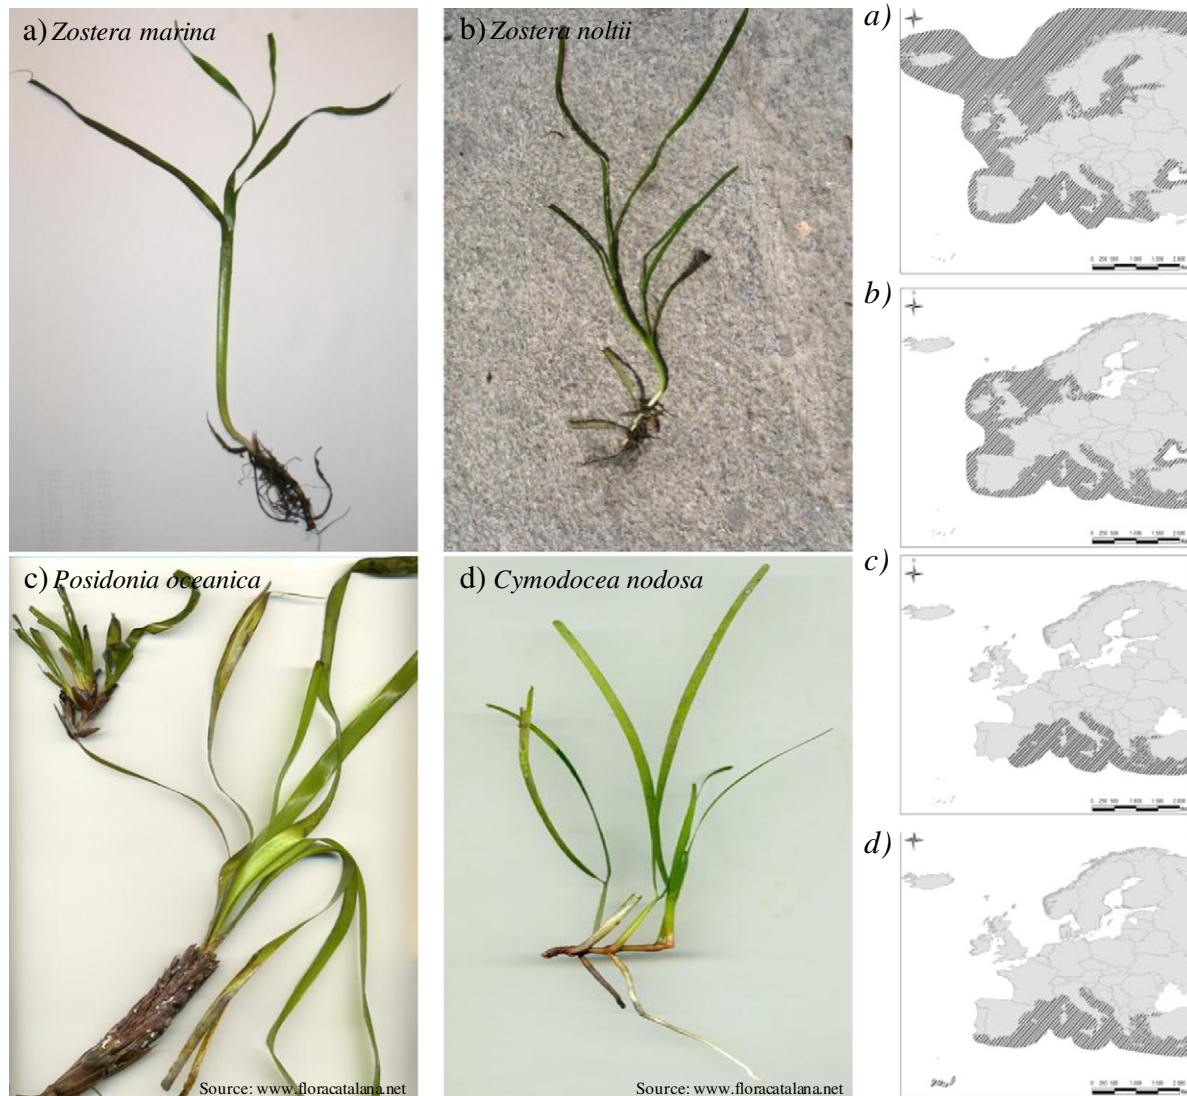 a) Zostera marina
b) Zostera noltii
c) Posidonia oceanica
Source: www.floracatalana.net
d) Cymodocea nodosa
Source: www.floracatalana.net
a)
b)
c)
d)